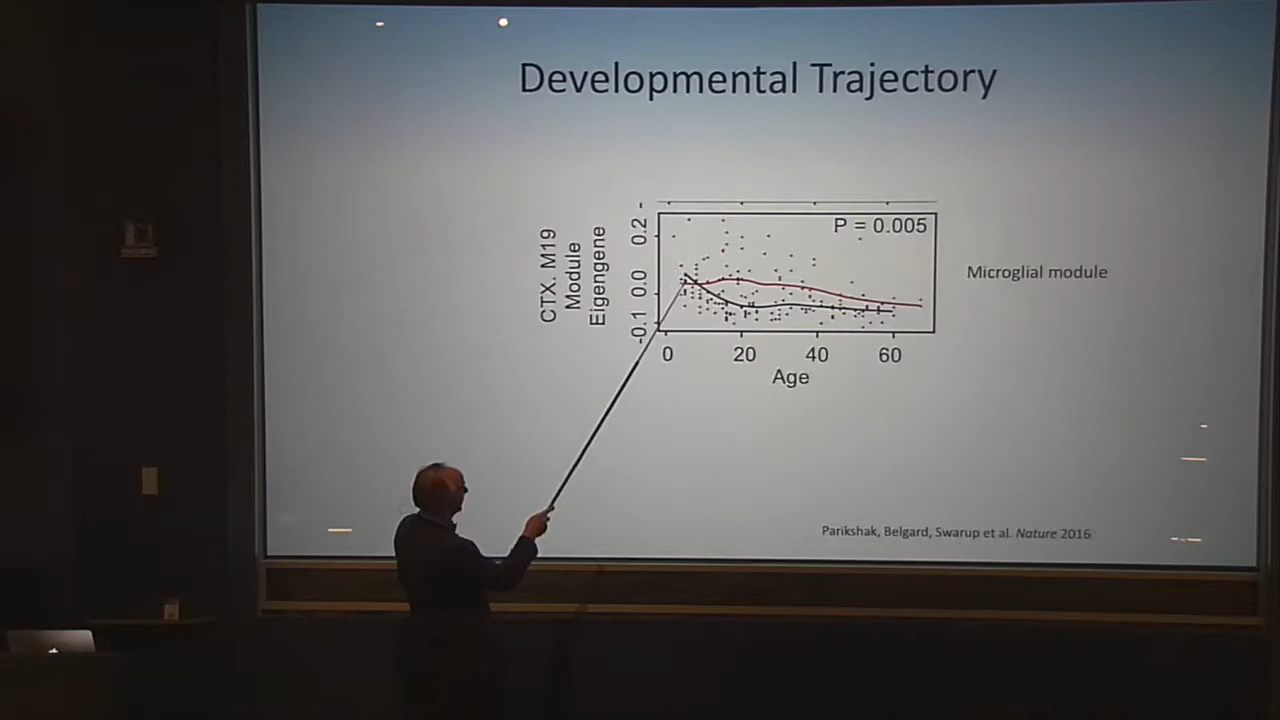 Developmental Trajectory
CTX. M19
Module
Eigengene
0.2
0.0
-0.1
P = 0.005
0
20
40
60
Age
Microglial module
Parikshak, Belgard, Swarup et al. Nature 2016